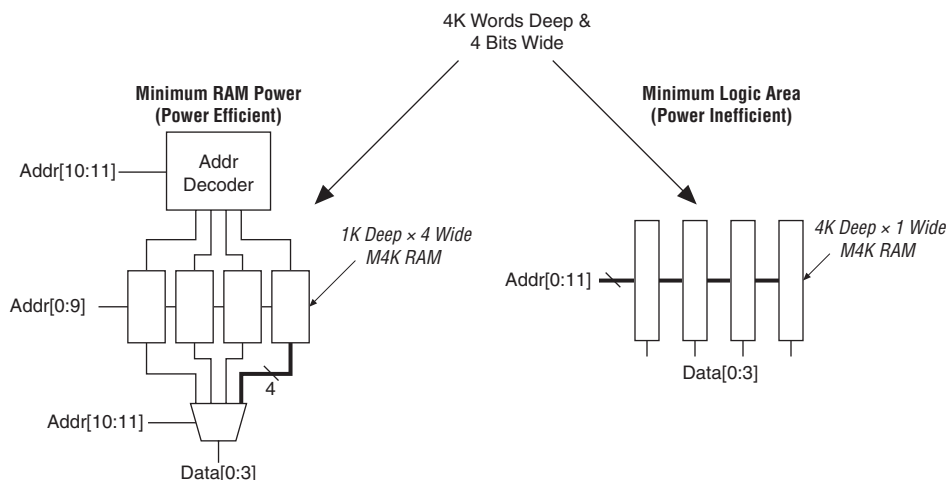 4K Words Deep &
4 Bits Wide
Minimum RAM Power
(Power Efficient)
Minimum Logic Area
(Power Inefficient)
Addr[10:11]
Addr
Decoder
1K Deep × 4 Wide
M4K RAM
4K Deep × 1 Wide
M4K RAM
Addr[0:9]
Addr[0:11]
4
Data[0:3]
Addr[10:11]
Data[0:3]